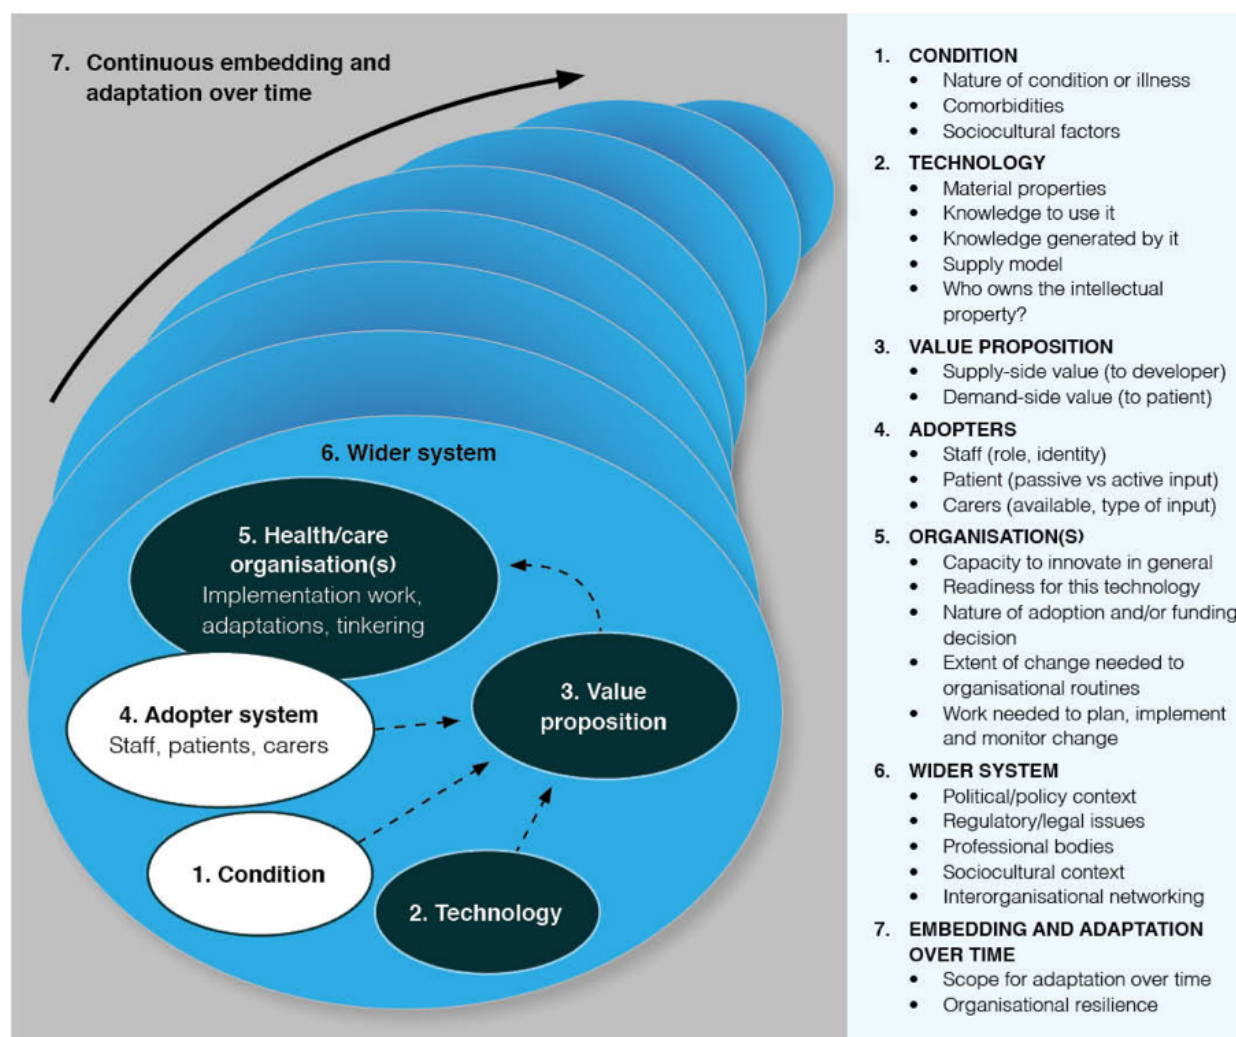 7. Continuous embedding and
adaptation over time
6. Wider system
5. Health/care
organisation(s)
Implementation work,
adaptations, tinkering
4. Adopter system
Staff, patients, carers
3. Value
proposition
1. Condition
2. Technology
1. CONDITION
• Nature of condition or illness
• Comorbidities
• Sociocultural factors
2. TECHNOLOGY
• Material properties
• Knowledge to use it
• Knowledge generated by it
• Supply model
• Who owns the intellectual
property?
3. VALUE PROPOSITION
• Supply-side value (to developer)
• Demand-side value (to patient)
4. ADOPTERS
• Staff (role, identity)
• Patient (passive vs active input)
• Carers (available, type of input)
5. ORGANISATION(S)
• Capacity to innovate in general
• Readiness for this technology
• Nature of adoption and/or funding
decision
• Extent of change needed to
organisational routines
• Work needed to plan, implement
and monitor change
6. WIDER SYSTEM
• Political/policy context
• Regulatory/legal issues
• Professional bodies
• Sociocultural context
• Interorganisational networking
7. EMBEDDING AND ADAPTATION
OVER TIME
• Scope for adaptation over time
• Organisational resilience